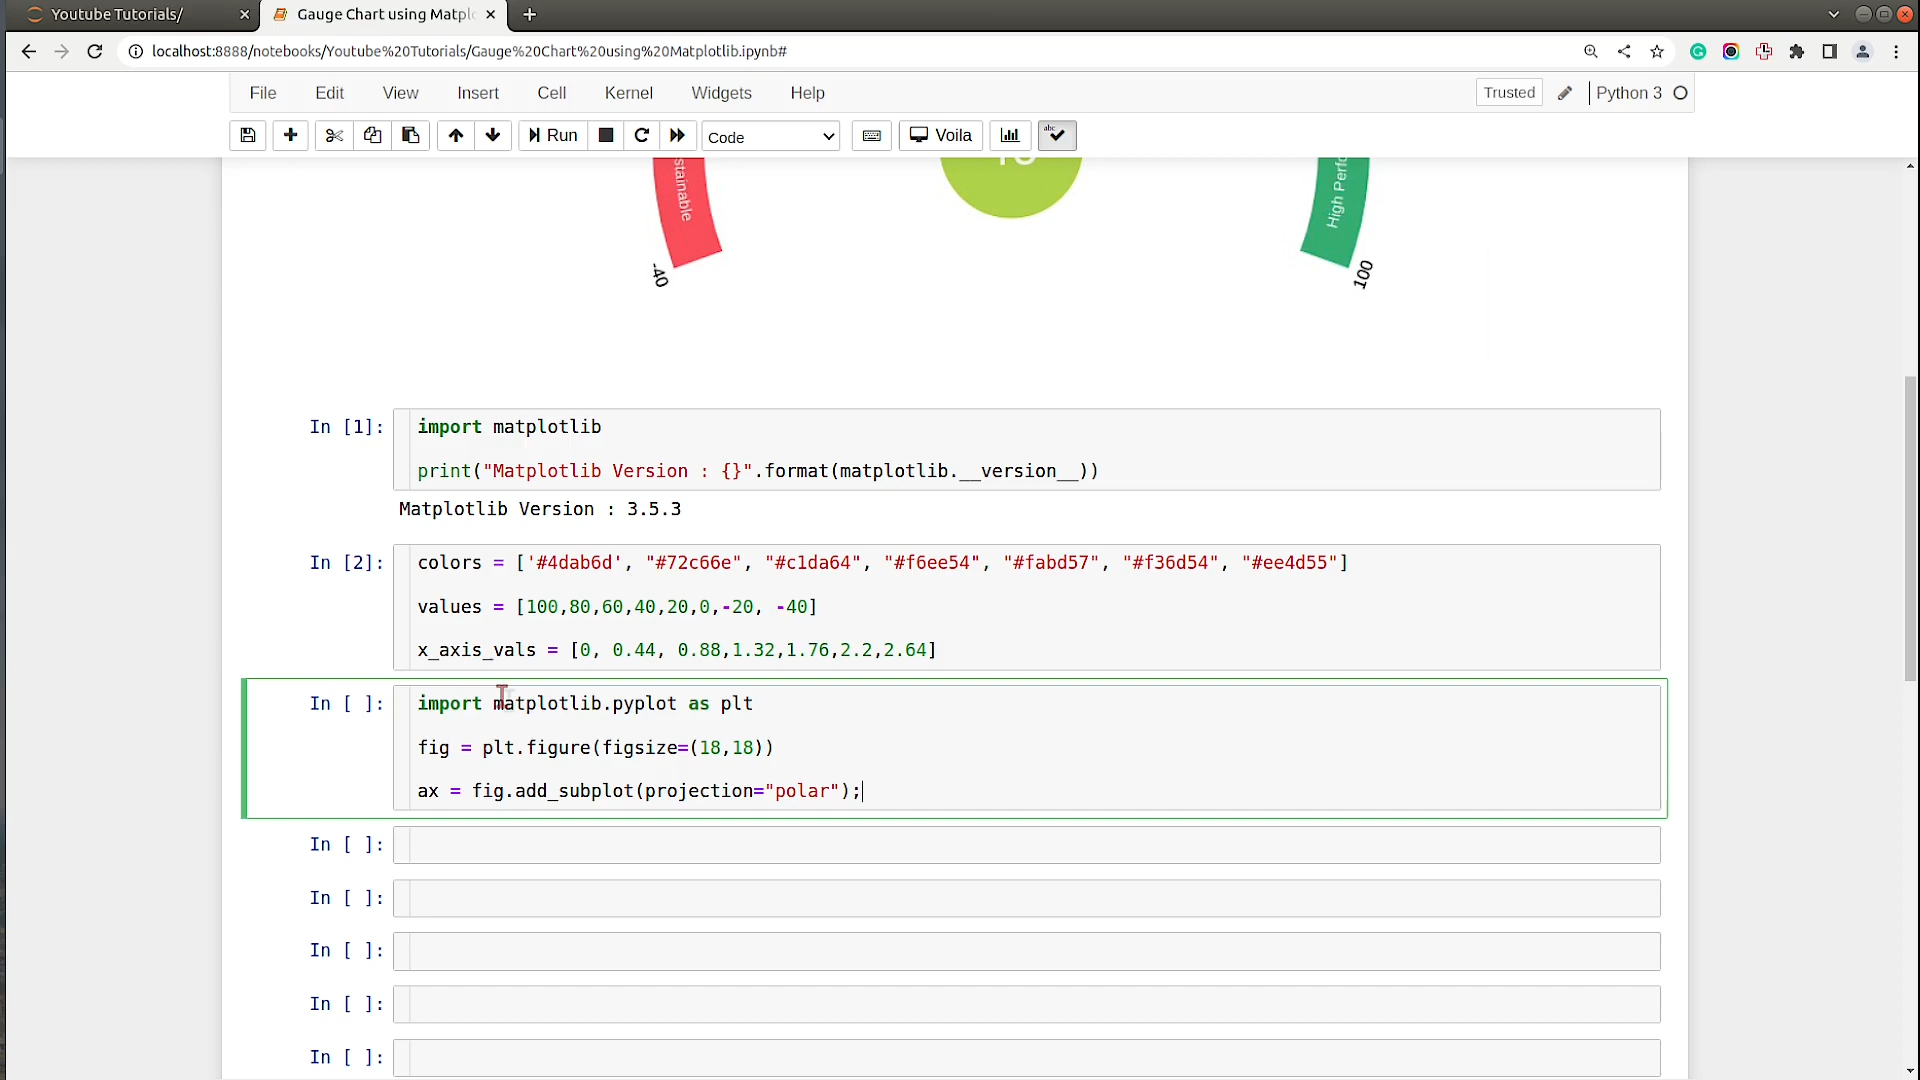 Youtube Tutorials/
Gauge Chart using Matplo
localhost:8888/notebooks/Youtube%20Tutorials/Gauge%20Chart%20using%20Matplotlib.ipynb#
File Edit View Insert Cell Kernel Widgets Help
Trusted Python 3
Run Code Voila abc
stainable
High Perfo
-40
100
In [1]: import matplotlib
print("Matplotlib Version : {}".format(matplotlib.__version__))
Matplotlib Version : 3.5.3
In [2]: colors = ['#4dab6d', "#72c66e", "#c1da64", "#f6ee54", "#fabd57", "#f36d54", "#ee4d55"]
values = [100,80,60,40,20,0,-20, -40]
x_axis_vals = [0, 0.44, 0.88,1.32,1.76,2.2,2.64]
In [ ]: import matplotlib.pyplot as plt
fig = plt.figure(figsize=(18,18))
ax = fig.add_subplot(projection="polar");
In [ ]:
In [ ]:
In [ ]:
In [ ]:
In [ ]: